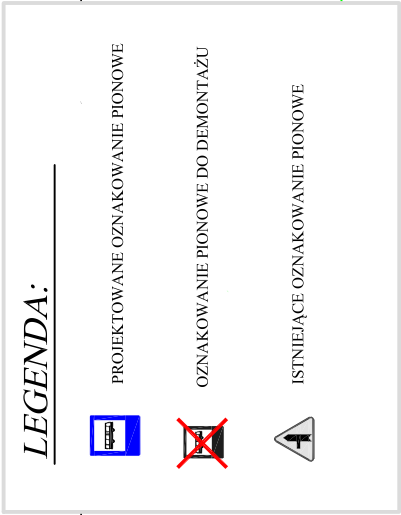 LEGENDA:
PROJEKTOWANE OZNAKOWANIE PIONOWE
OZNAKOWANIE PIONOWE DO DEMONTAŻU
ISTNIEJĄCE OZNAKOWANIE PIONOWE